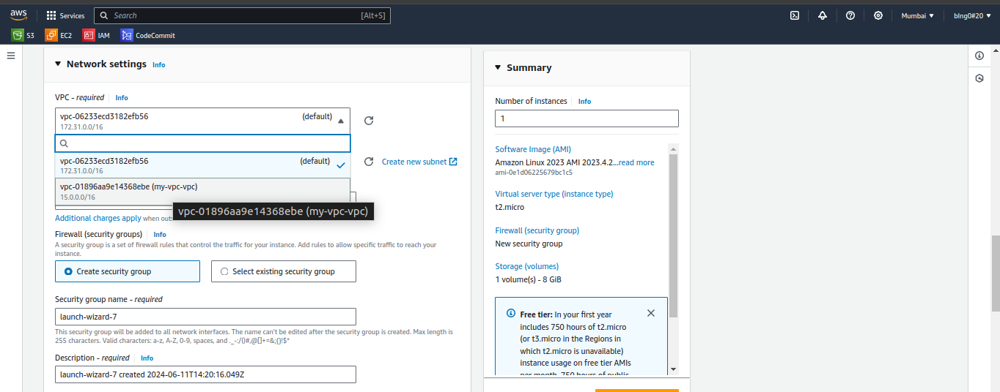 aws
Services
Search [Alt+S]
Mumbai ▼
blng0#20 ▼
S3 EC2 IAM CodeCommit
▼ Network settings Info
VPC - required Info
vpc-06233ecd3182efb56 (default)
172.31.0.0/16
vpc-06233ecd3182efb56 (default)
172.31.0.0/16
Create new subnet
vpc-01896aa9e14368ebe (my-vpc-vpc)
15.0.0.0/16
vpc-01896aa9e14368ebe (my-vpc-vpc)
Additional charges apply when
Firewall (security groups) Info
A security group is a set of firewall rules that control the traffic for your instance. Add rules to allow specific traffic to reach your
instance.
Create security group
Select existing security group
Security group name - required
launch-wizard-7
This security group will be added to all network interfaces. The name can't be edited after the security group is created. Max length is
255 characters. Valid characters: a-z, A-Z, 0-9, spaces, and ._-:/()#,@[]+=&;{}!$*
Description - required Info
launch-wizard-7 created 2024-06-11T14:20:16.049Z
▼ Summary
Number of instances Info
1
Software Image (AMI)
Amazon Linux 2023 AMI 2023.4.2...read more
ami-0e1d06225679bc1c5
Virtual server type (instance type)
t2.micro
Firewall (security group)
New security group
Storage (volumes)
1 volume(s) - 8 GiB
Free tier: In your first year
includes 750 hours of t2.micro
(or t3.micro in the Regions in
which t2.micro is unavailable)
instance usage on free tier AMIs
per month, 750 hours of public